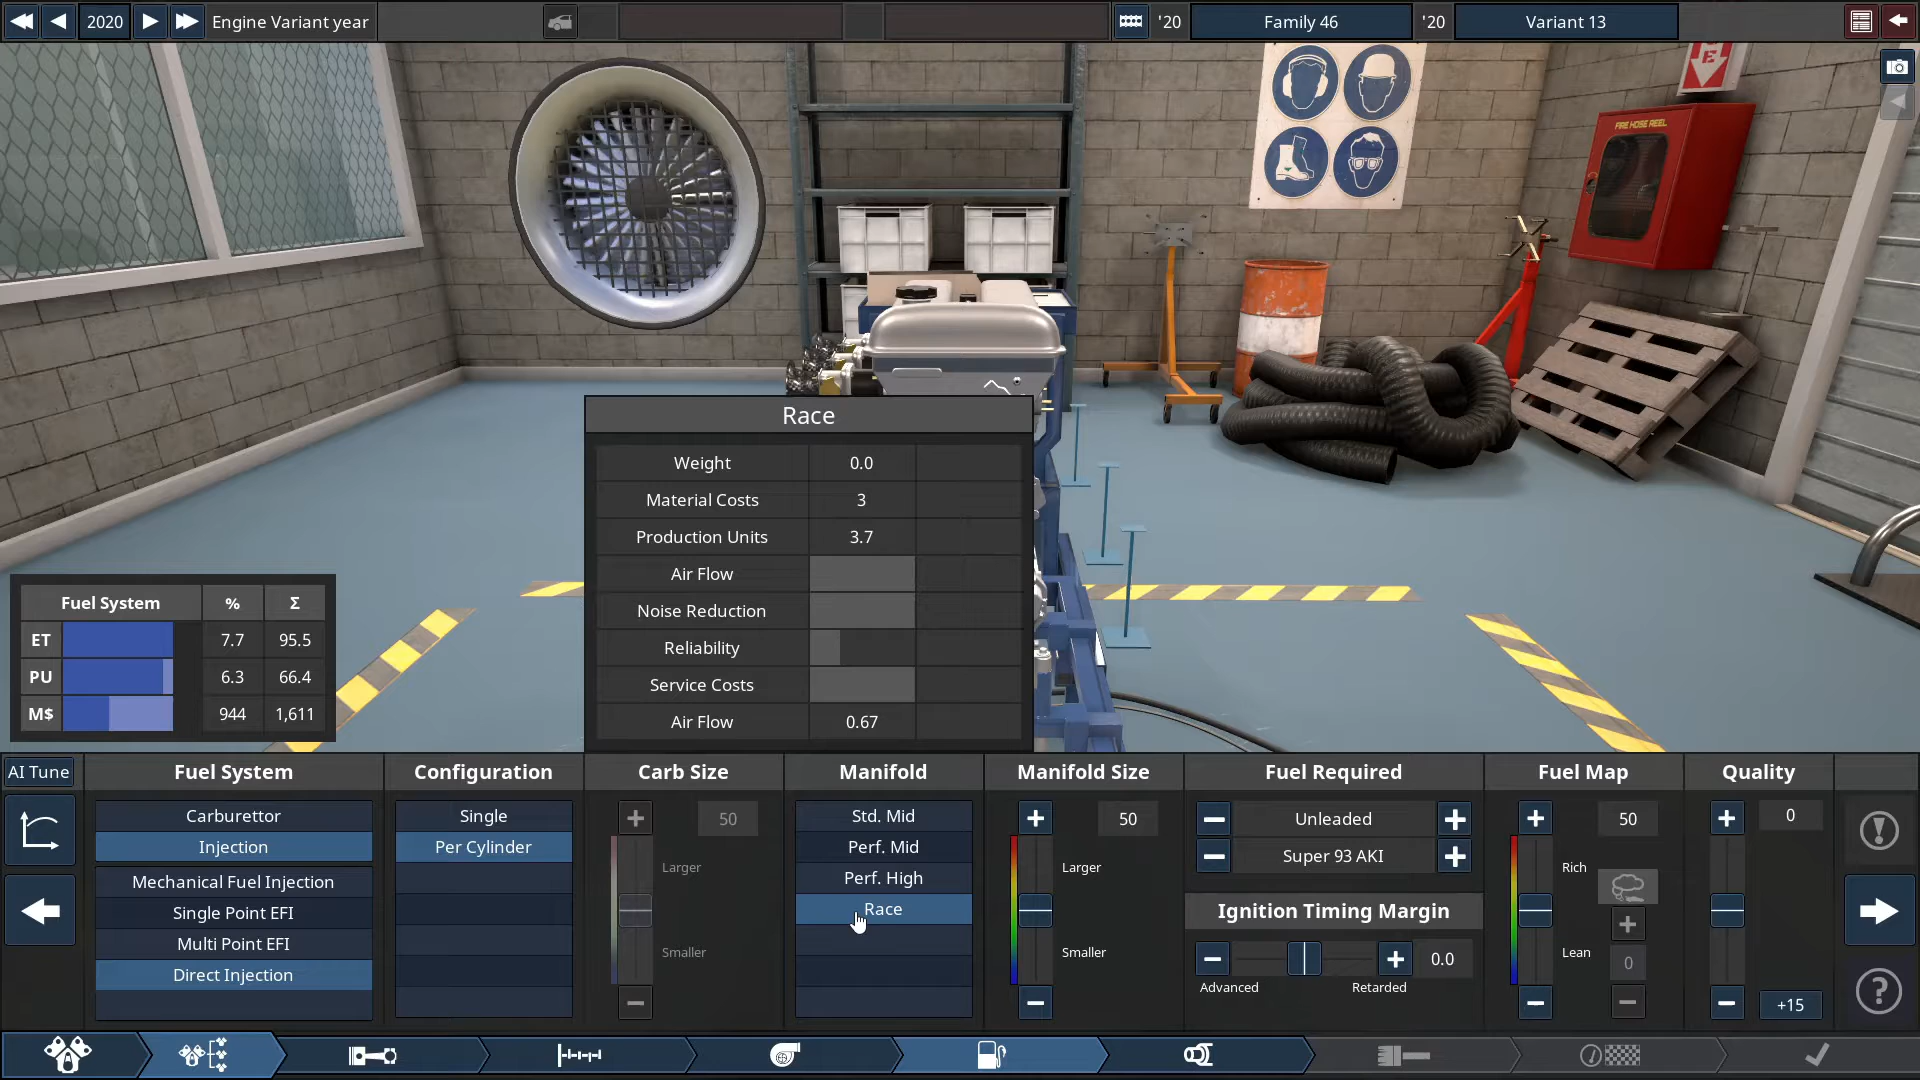 2020 Engine Variant year '20 Family 46 '20 Variant 13
E
FIRE HOSE REEL
Race
Weight 0.0
Material Costs 3
Production Units 3.7
Air Flow
Noise Reduction
Reliability
Service Costs
Air Flow 0.67
Fuel System % Σ
ET 7.7 95.5
PU 6.3 66.4
M$ 944 1,611
AI Tune
Fuel System
Carburettor
Injection
Mechanical Fuel Injection
Single Point EFI
Multi Point EFI
Direct Injection
Configuration
Single
Per Cylinder
Carb Size
50
Larger
Smaller
Manifold
Std. Mid
Perf. Mid
Perf. High
Race
Manifold Size
50
Larger
Smaller
Fuel Required
Unleaded
Super 93 AKI
Ignition Timing Margin
0.0
Advanced Retarded
Fuel Map
50
Rich
Lean
0
Quality
0
+15